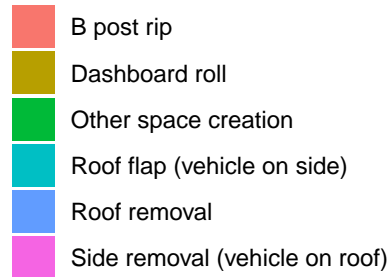 B post rip
Dashboard roll
Other space creation
Roof flap (vehicle on side)
Roof removal
Side removal (vehicle on roof)